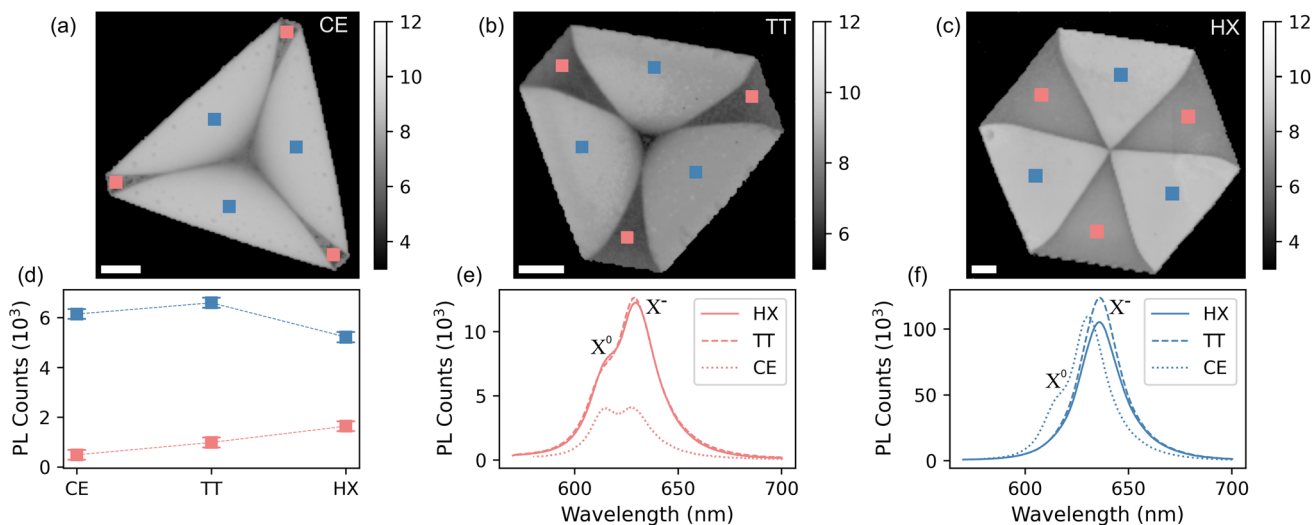 (a)
CE
12
10
8
6
4
(b)
TT
12
10
8
6
(c)
HX
12
10
8
6
4
(d)
PL Counts (10³)
6
4
2
0
CE
TT
HX
(e)
PL Counts (10³)
10
5
0
X⁰
X⁻
HX
TT
CE
600
650
700
Wavelength (nm)
(f)
PL Counts (10³)
100
50
0
X⁰
X⁻
HX
TT
CE
600
650
700
Wavelength (nm)